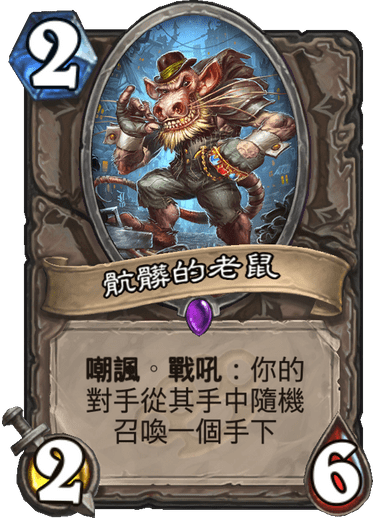 2
骯髒的老鼠
嘲諷。戰吼：你的
對手從其手中隨機
召喚一個手下
2
6